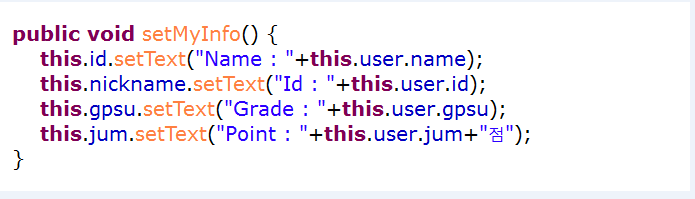 public void setMyInfo() {
    this.id.setText("Name : "+this.user.name);
    this.nickname.setText("Id : "+this.user.id);
    this.gpsu.setText("Grade : "+this.user.gpsu);
    this.jum.setText("Point : "+this.user.jum+"점");
}